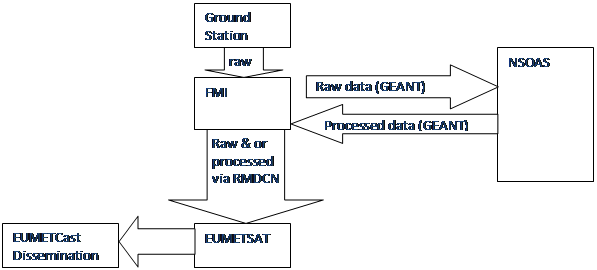 Ground
Station
raw
FMI
Raw data (GEANT)
NSOAS
Processed data (GEANT)
Raw & or
processed
via RMDCN
EUMETSAT
EUMETCast
Dissemination